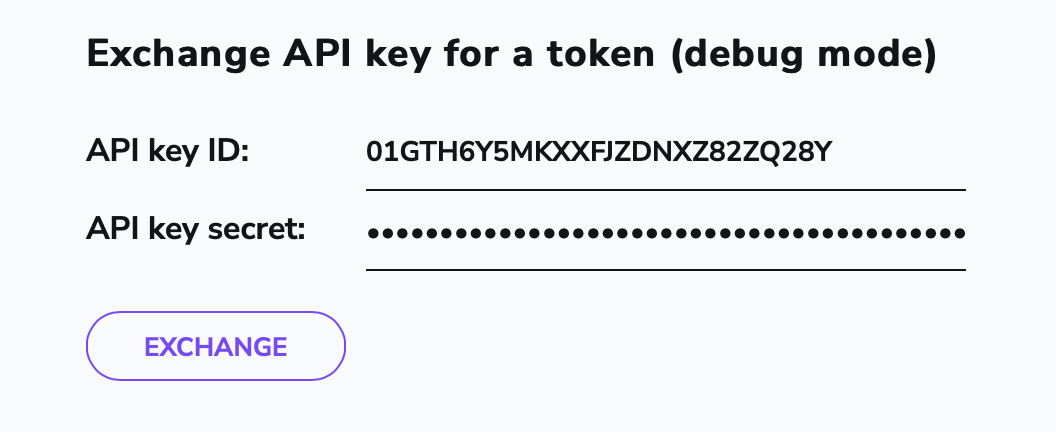 Exchange API key for a token (debug mode)
API key ID: 01GTH6Y5MKXXFJZDNXZ82ZQ28Y
API key secret: •••••••••••••••••••••••••••••••••••••••••
EXCHANGE